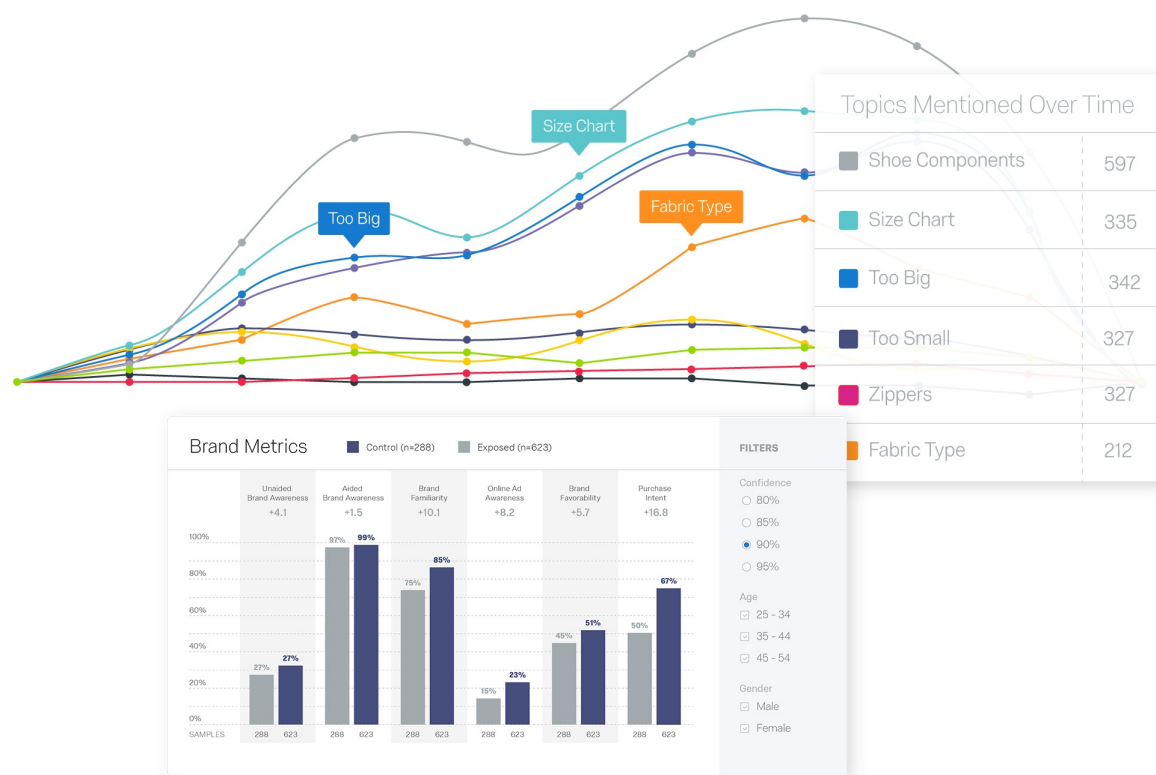 Size Chart
Too Big
Fabric Type
Topics Mentioned Over Time
Shoe Components 597
Size Chart 335
Too Big 342
Too Small 327
Zippers 327
Fabric Type 212
Brand Metrics
Control (n=288) Exposed (n=623)
Unaided Aided Brand Online Ad Brand Purchase
Brand Awareness Brand Awareness Familiarity Awareness Favorability Intent
+4.1 +1.5 +10.1 +8.2 +5.7 +16.8
100%
80%
60%
40%
20%
0%
27% 27% 97% 99% 75% 85% 15% 23% 45% 51% 50% 67%
SAMPLES 288 623 288 623 288 623 288 623 288 623 288 623
FILTERS
Confidence
80%
85%
90%
95%
Age
25 - 34
35 - 44
45 - 54
Gender
Male
Female